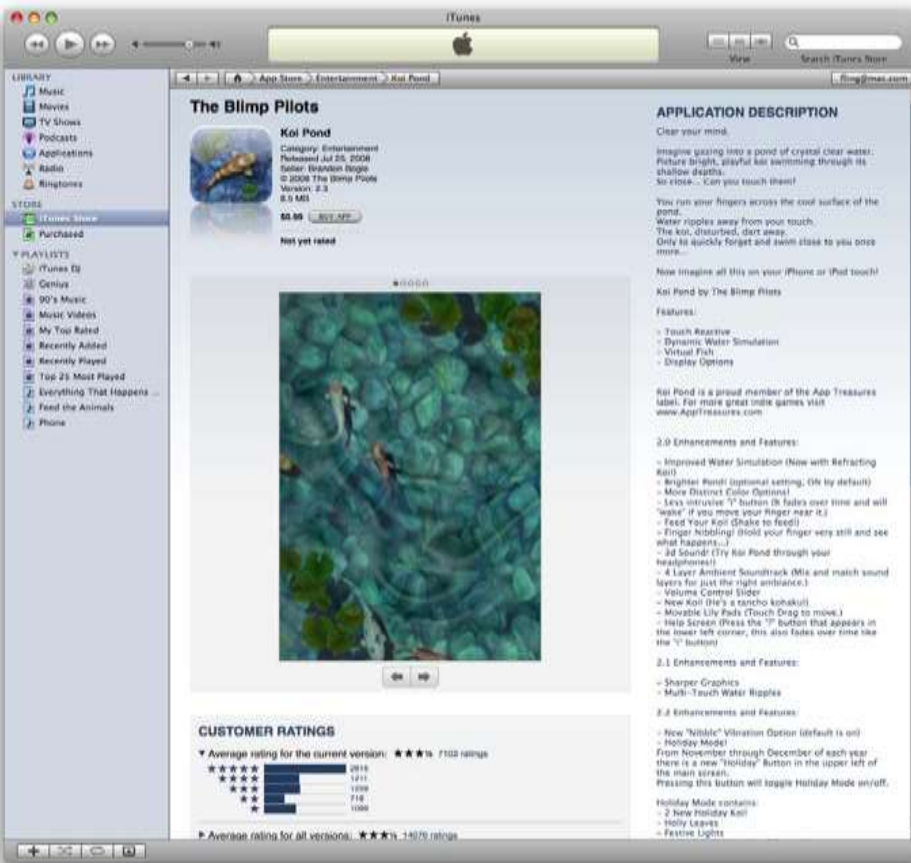 iTunes
View
Search iTunes Store
LIBRARY
Music
Movies
TV Shows
Podcasts
Applications
Radio
Ringtones
STORE
iTunes Store
Purchased
PLAYLISTS
iTunes DJ
Genius
90's Music
Music Videos
My Top Rated
Recently Added
Recently Played
Top 25 Most Played
Everything That Happens ...
Feed the Animals
Phone
App Store
Entertainment
Koi Pond
fling@mac.com
The Blimp Pilots
Koi Pond
Category: Entertainment
Released Jul 25, 2008
Seller: Brandon Bogle
© 2008 The Blimp Pilots
Version: 2.3
8.5 MB
$0.99 BUY APP
Not yet rated
CUSTOMER RATINGS
Average rating for the current version: ★★★½ 7103 ratings
★★★★★
★★★★ 1211
★★★
★★ 718
★
Average rating for all versions: ★★★½ 14079 ratings
APPLICATION DESCRIPTION
Clear your mind.
Imagine gazing into a pond of crystal clear water.
Picture bright, playful koi swimming through its
shallow depths.
So close... Can you touch them?
You run your fingers across the cool surface of the
pond.
Water ripples away from your touch.
The koi, disturbed, dart away.
Only to quickly forget and swim close to you once
more...
Now imagine all this on your iPhone or iPod touch!
Koi Pond by The Blimp Pilots
Features:
- Touch Reactive
- Dynamic Water Simulation
- Virtual Fish
- Display Options
Koi Pond is a proud member of the App Treasures
label. For more great indie games visit
www.AppTreasures.com
2.0 Enhancements and Features:
- Improved Water Simulation (Now with Refracting
Koi!)
- Brighter Pond! (optional setting, ON by default)
- More Distinct Color Options!
- Less intrusive "i" button (It fades over time and will
"wake" if you move your finger near it.)
- Feed Your Koi! (Shake to feed!)
- Finger Nibbling! (Hold your finger very still and see
what happens...)
- 3d Sound! (Try Koi Pond through your
headphones!)
- 4 Layer Ambient Soundtrack (Mix and match sound
layers for just the right ambiance.)
- Volume Control Slider
- New Koi! (He's a tancho kohaku!)
- Movable Lily Pads (Touch Drag to move.)
- Help Screen (Press the "?" button that appears in
the lower left corner, this also fades over time like
the "i" button)
2.1 Enhancements and Features:
- Sharper Graphics
- Multi-Touch Water Ripples
2.2 Enhancements and Features:
- New "Nibble" Vibration Option (default is on)
- Holiday Mode!
From November through December of each year
there is a new "Holiday" Button in the upper left of
the main screen.
Pressing this button will toggle Holiday Mode on/off.
Holiday Mode contains:
- 2 New Holiday Koi!
- Holly Leaves
- Festive Lights